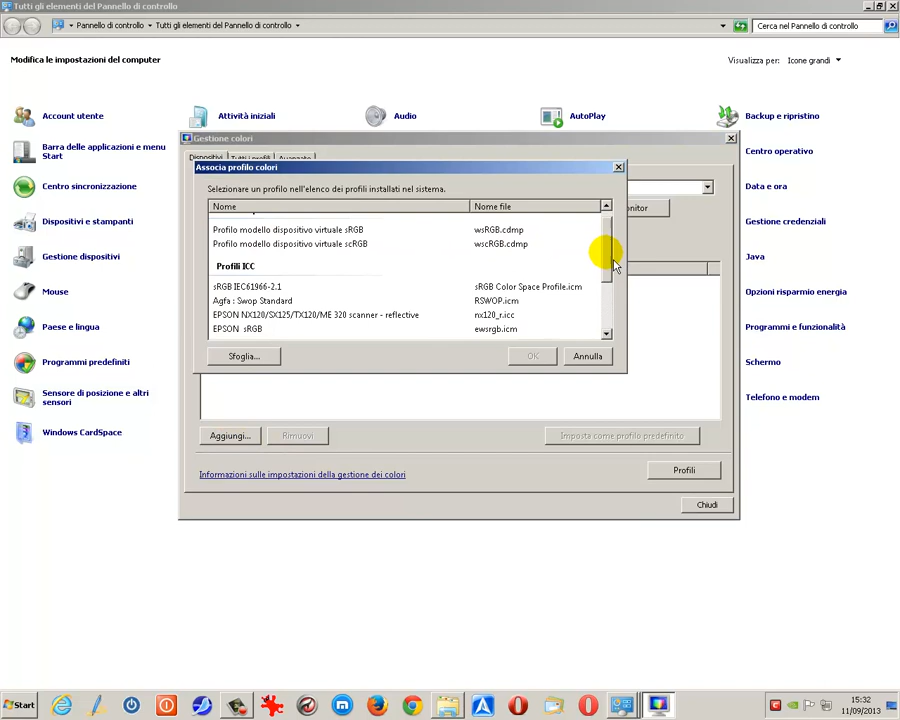 Tutti gli elementi del Pannello di controllo
Pannello di controllo
Tutti gli elementi del Pannello di controllo
Cerca nel Pannello di controllo
Modifica le impostazioni del computer
Visualizza per:
Icone grandi
Account utente
Attività iniziali
Audio
AutoPlay
Backup e ripristino
Barra delle applicazioni e menu
Start
Centro sincronizzazione
Dispositivi e stampanti
Gestione dispositivi
Mouse
Paese e lingua
Programmi predefiniti
Sensore di posizione e altri
sensori
Windows CardSpace
Centro operativo
Data e ora
Gestione credenziali
Java
Opzioni risparmio energia
Programmi e funzionalità
Schermo
Telefono e modem
Gestione colori
Dispositivi
Tutti i profili
Avanzate
Associa profilo colori
Selezionare un profilo nell'elenco dei profili installati nel sistema.
Nome
Nome file
Profilo modello dispositivo virtuale sRGB
wsRGB.cdmp
Profilo modello dispositivo virtuale scRGB
wscRGB.cdmp
Profili ICC
sRGB IEC61966-2.1
sRGB Color Space Profile.icm
Agfa : Swop Standard
RSWOP.icm
EPSON NX120/SX125/TX120/ME 320 scanner - reflective
nx120_r.icc
EPSON sRGB
ewsrgb.icm
Sfoglia...
OK
Annulla
Aggiungi...
Rimuovi
Imposta come profilo predefinito
Informazioni sulle impostazioni della gestione dei colori
Profili
Chiudi
Start
15:32
11/09/2013